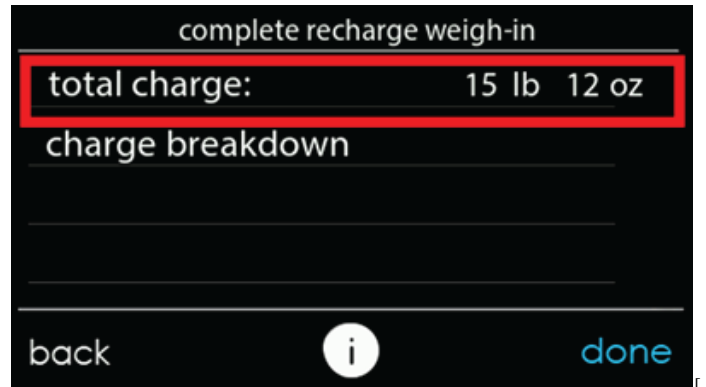 complete recharge weigh-in
total charge: 15 lb 12 oz
charge breakdown
back i done